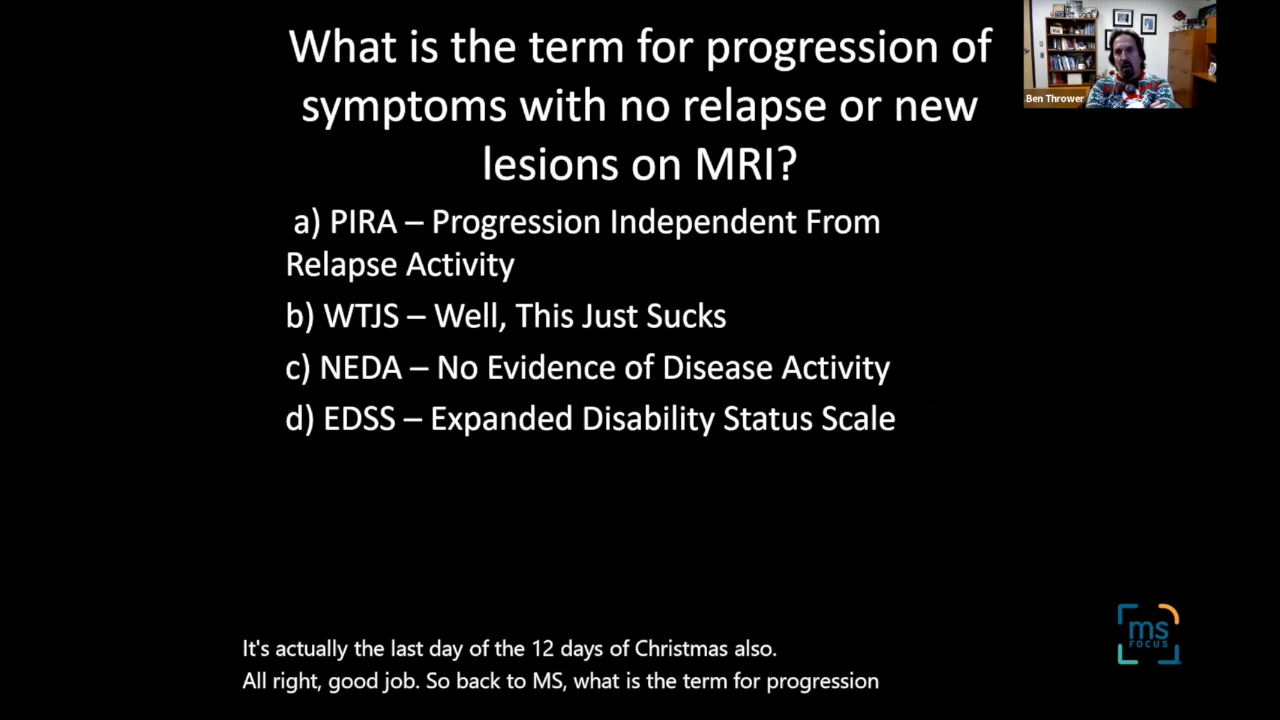 What is the term for progression of
symptoms with no relapse or new
lesions on MRI?
Ben Thrower
a) PIRA – Progression Independent From
Relapse Activity
b) WTJS – Well, This Just Sucks
c) NEDA – No Evidence of Disease Activity
d) EDSS – Expanded Disability Status Scale
ms
FOCUS
It's actually the last day of the 12 days of Christmas also.
All right, good job. So back to MS, what is the term for progression